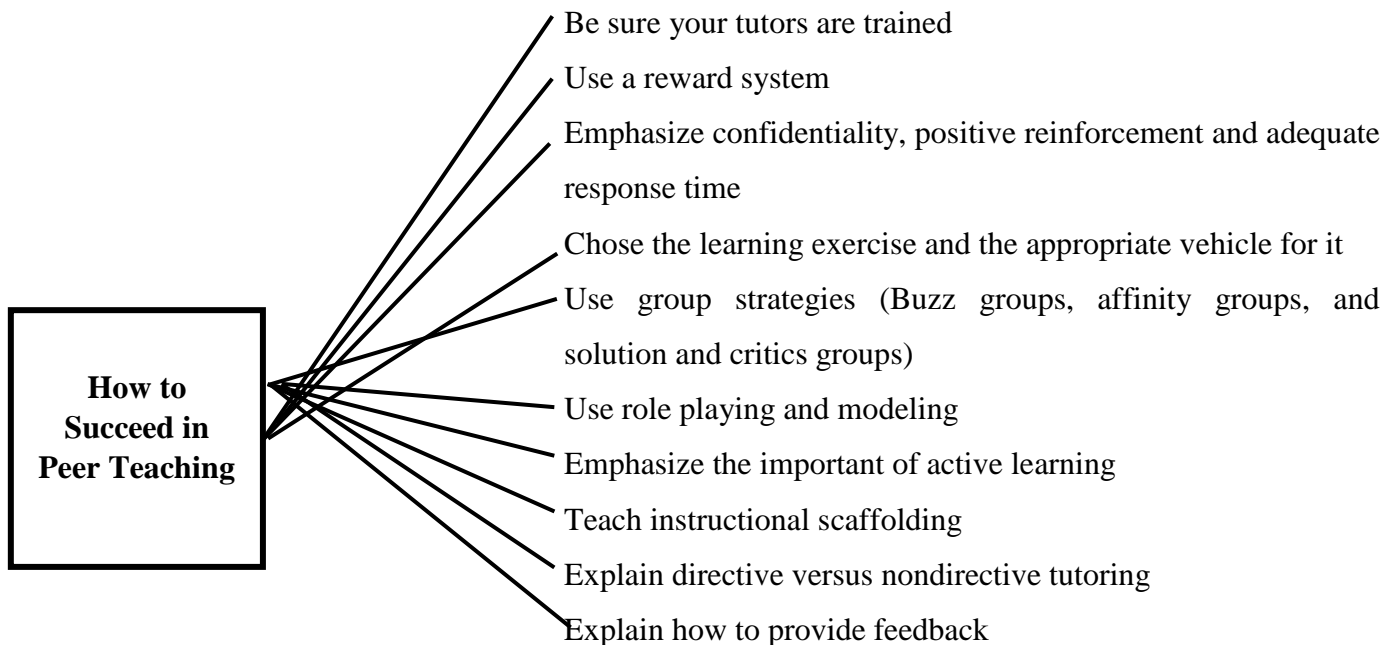 Be sure your tutors are trained
Use a reward system
Emphasize confidentiality, positive reinforcement and adequate
response time
Chose the learning exercise and the appropriate vehicle for it
Use group strategies (Buzz groups, affinity groups, and
solution and critics groups)
How to
Succeed in
Peer Teaching
Use role playing and modeling
Emphasize the important of active learning
Teach instructional scaffolding
Explain directive versus nondirective tutoring
Explain how to provide feedback